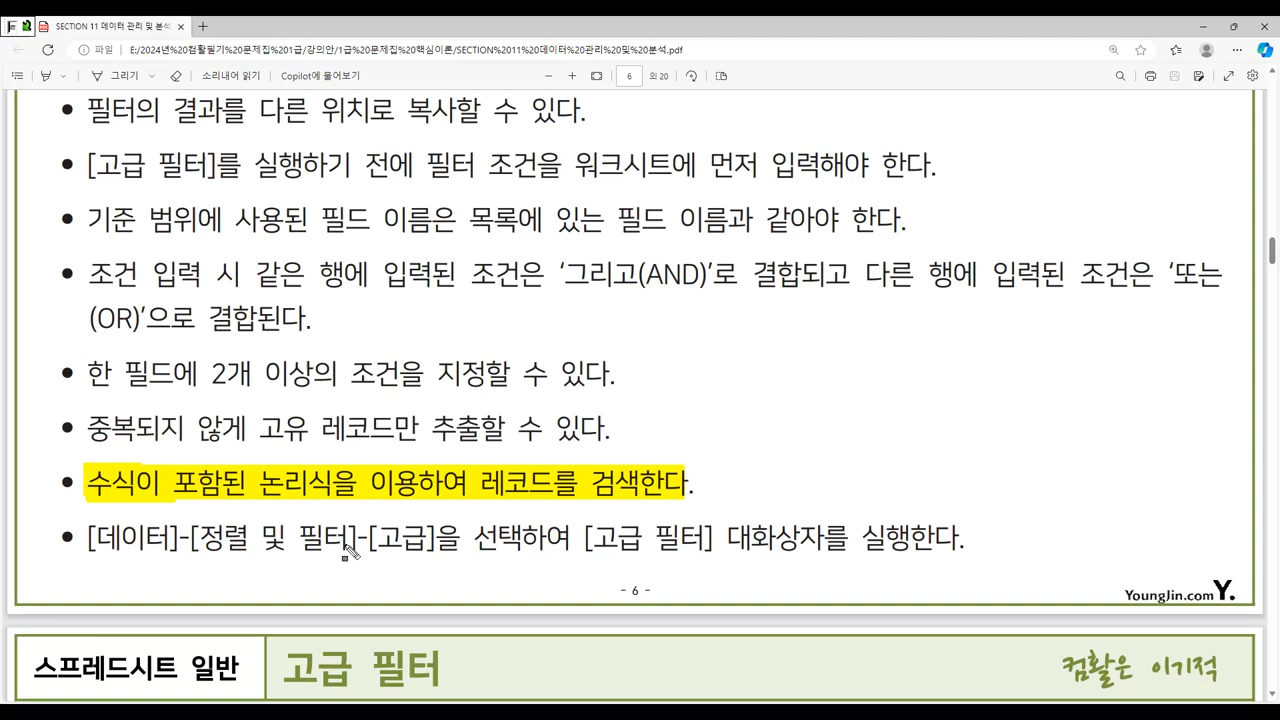 SECTION 11 데이터 관리 및 분석
파일
E:/2024년%20컴활필기%20문제집%201급/강의안/1급%20문제집%20핵심이론/SECTION%2011%20데이터%20관리%20및%20분석.pdf
그리기
소리내어 읽기
Copilot에 물어보기
6 의 20
• 필터의 결과를 다른 위치로 복사할 수 있다.
• [고급 필터]를 실행하기 전에 필터 조건을 워크시트에 먼저 입력해야 한다.
• 기준 범위에 사용된 필드 이름은 목록에 있는 필드 이름과 같아야 한다.
• 조건 입력 시 같은 행에 입력된 조건은 ‘그리고(AND)’로 결합되고 다른 행에 입력된 조건은 ‘또는
(OR)’으로 결합된다.
• 한 필드에 2개 이상의 조건을 지정할 수 있다.
• 중복되지 않게 고유 레코드만 추출할 수 있다.
• 수식이 포함된 논리식을 이용하여 레코드를 검색한다.
• [데이터]-[정렬 및 필터]-[고급]을 선택하여 [고급 필터] 대화상자를 실행한다.
- 6 -
YoungJin.com Y.
스프레드시트 일반
고급 필터
컴활은 이기적